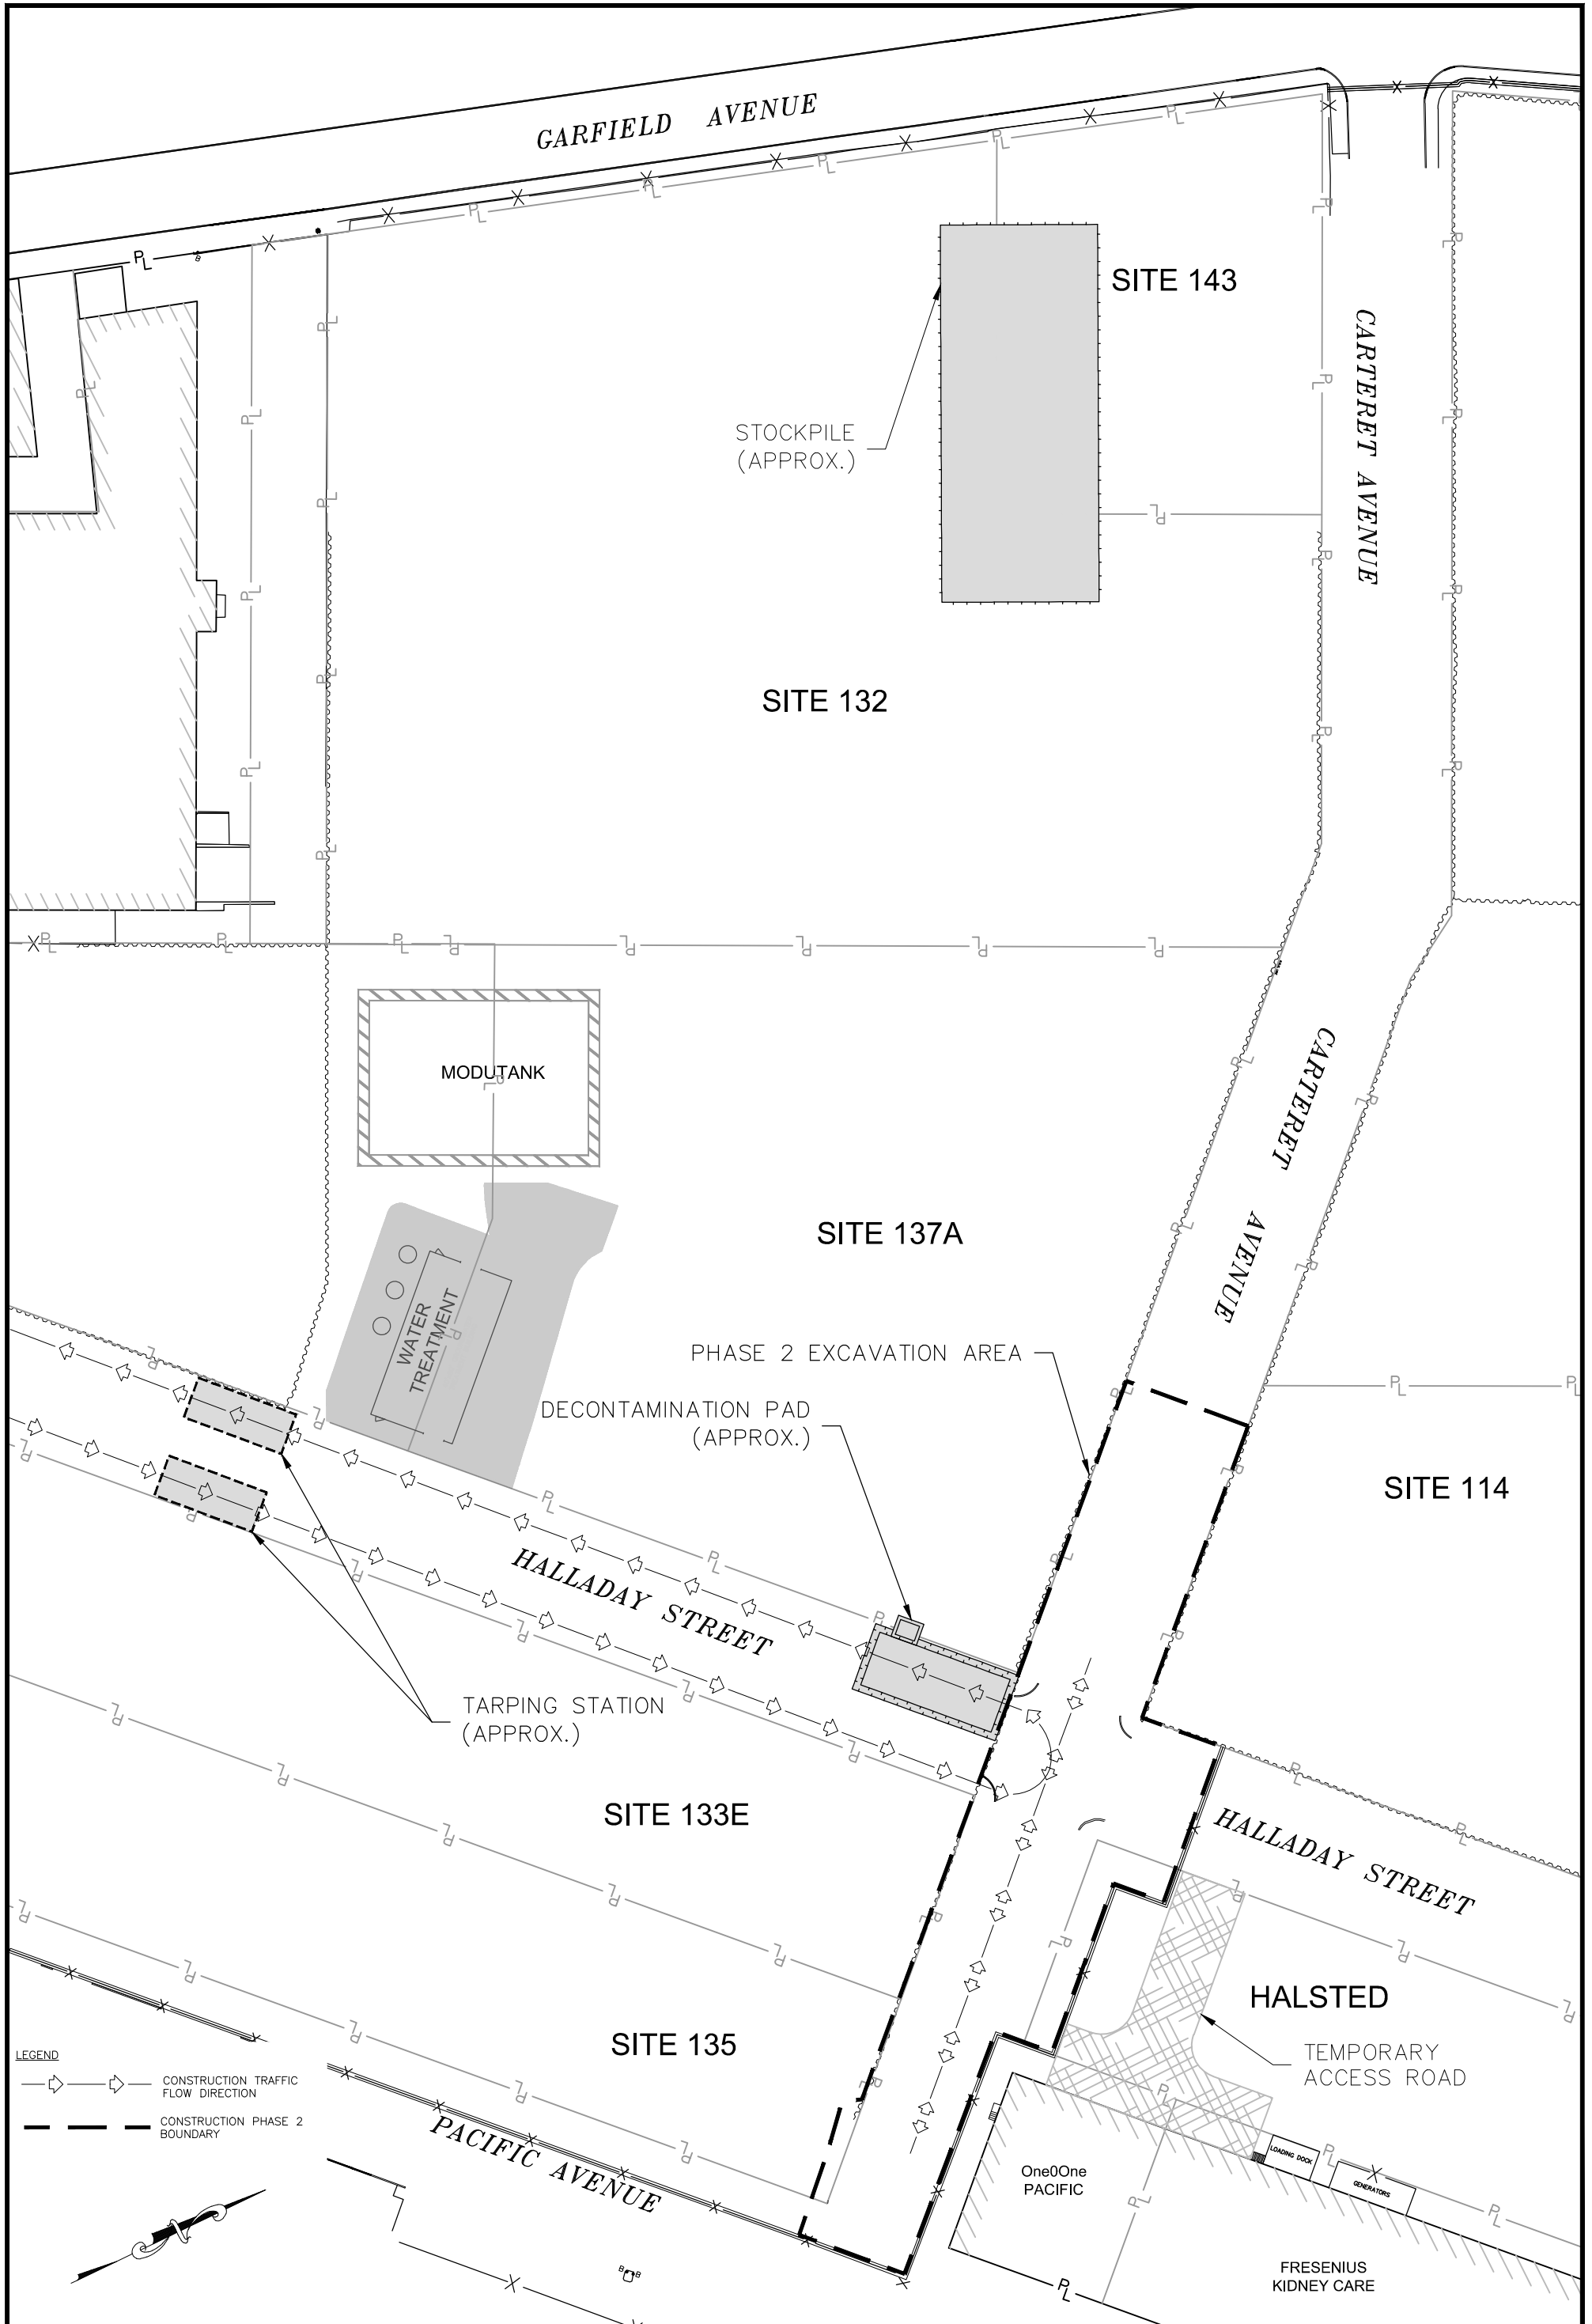 GARFIELD AVENUE
SITE 143
CARTERET AVENUE
STOCKPILE
(APPROX.)
SITE 132
MODUTANK
CARTERET AVENUE
SITE 137A
WATER
TREATMENT
PHASE 2 EXCAVATION AREA
DECONTAMINATION PAD
(APPROX.)
SITE 114
HALLADAY STREET
TARPING STATION
(APPROX.)
SITE 133E
HALLADAY STREET
HALSTED
SITE 135
TEMPORARY
ACCESS ROAD
LEGEND
CONSTRUCTION TRAFFIC
FLOW DIRECTION
CONSTRUCTION PHASE 2
BOUNDARY
PACIFIC AVENUE
LOADING DOCK
GENERATORS
One0One
PACIFIC
FRESENIUS
KIDNEY CARE